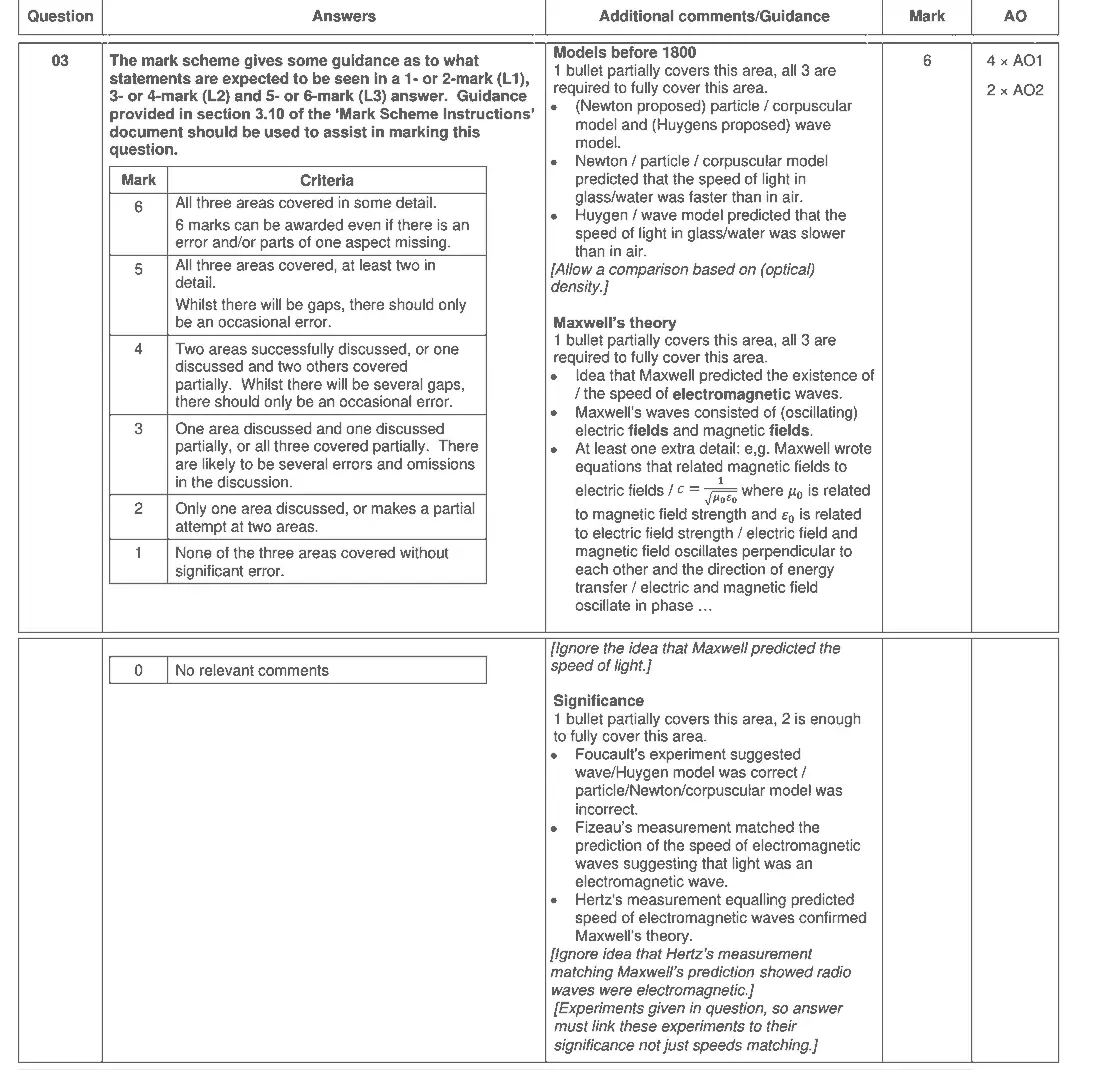 Question Answers Additional comments/Guidance Mark AO
03
The mark scheme gives some guidance as to what
statements are expected to be seen in a 1- or 2-mark (L1),
3- or 4-mark (L2) and 5- or 6-mark (L3) answer. Guidance
provided in section 3.10 of the ‘Mark Scheme Instructions’
document should be used to assist in marking this
question.
Mark Criteria
6 All three areas covered in some detail.
6 marks can be awarded even if there is an
error and/or parts of one aspect missing.
5 All three areas covered, at least two in
detail.
Whilst there will be gaps, there should only
be an occasional error.
4 Two areas successfully discussed, or one
discussed and two others covered
partially. Whilst there will be several gaps,
there should only be an occasional error.
3 One area discussed and one discussed
partially, or all three covered partially. There
are likely to be several errors and omissions
in the discussion.
2 Only one area discussed, or makes a partial
attempt at two areas.
1 None of the three areas covered without
significant error.
Models before 1800
1 bullet partially covers this area, all 3 are
required to fully cover this area.
• (Newton proposed) particle / corpuscular
model and (Huygens proposed) wave
model.
• Newton / particle / corpuscular model
predicted that the speed of light in
glass/water was faster than in air.
• Huygen / wave model predicted that the
speed of light in glass/water was slower
than in air.
[Allow a comparison based on (optical)
density.]
Maxwell’s theory
1 bullet partially covers this area, all 3 are
required to fully cover this area.
• Idea that Maxwell predicted the existence of
/ the speed of electromagnetic waves.
• Maxwell’s waves consisted of (oscillating)
electric fields and magnetic fields.
• At least one extra detail: e,g. Maxwell wrote
equations that related magnetic fields to
electric fields / c = 1/√(μ₀ε₀) where μ₀ is related
to magnetic field strength and ε₀ is related
to electric field strength / electric field and
magnetic field oscillates perpendicular to
each other and the direction of energy
transfer / electric and magnetic field
oscillate in phase …
6
4 × AO1
2 × AO2
0 No relevant comments
[Ignore the idea that Maxwell predicted the
speed of light.]
Significance
1 bullet partially covers this area, 2 is enough
to fully cover this area.
• Foucault’s experiment suggested
wave/Huygen model was correct /
particle/Newton/corpuscular model was
incorrect.
• Fizeau’s measurement matched the
prediction of the speed of electromagnetic
waves suggesting that light was an
electromagnetic wave.
• Hertz’s measurement equalling predicted
speed of electromagnetic waves confirmed
Maxwell’s theory.
[Ignore idea that Hertz’s measurement
matching Maxwell’s prediction showed radio
waves were electromagnetic.]
[Experiments given in question, so answer
must link these experiments to their
significance not just speeds matching.]